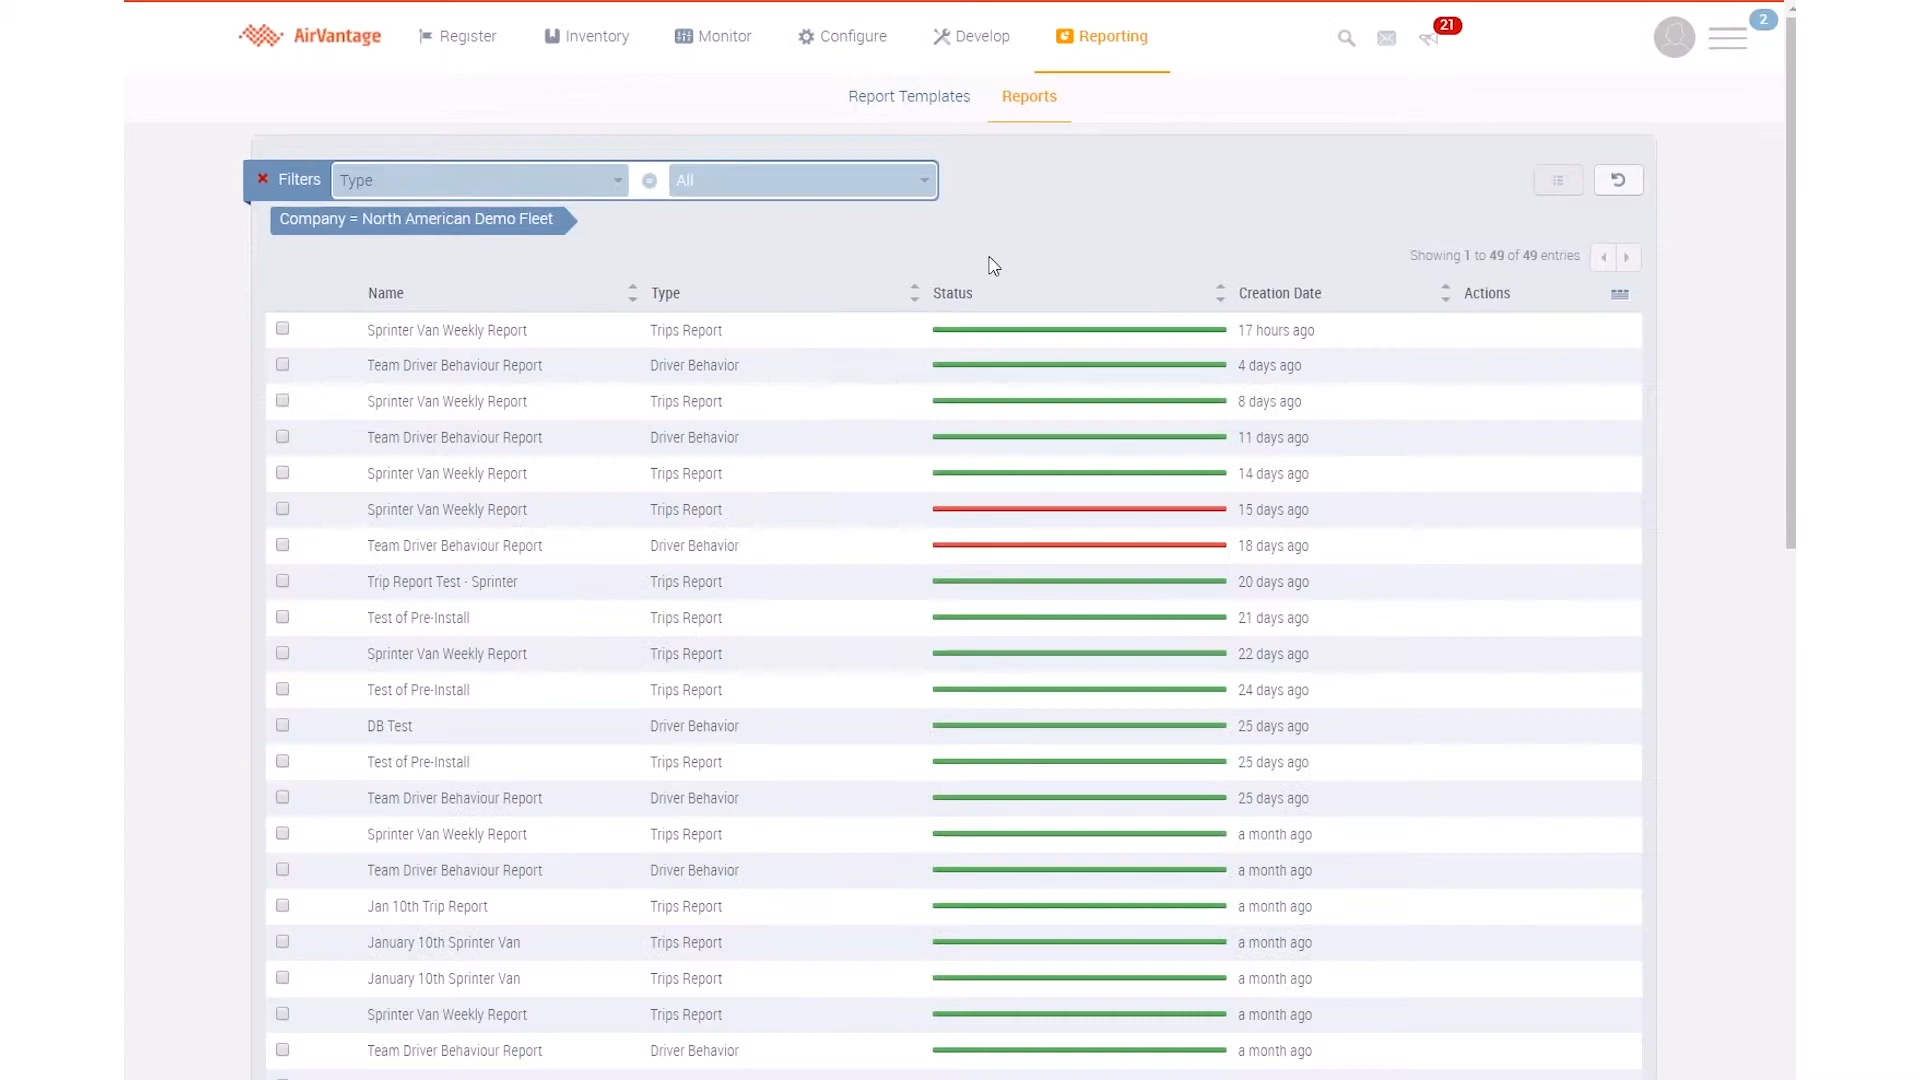 AirVantage Register Inventory Monitor Configure Develop Reporting 21 2
Report Templates Reports
Filters Type = All
Company = North American Demo Fleet
Showing 1 to 49 of 49 entries
Name Type Status Creation Date Actions
Sprinter Van Weekly Report Trips Report 17 hours ago
Team Driver Behaviour Report Driver Behavior 4 days ago
Sprinter Van Weekly Report Trips Report 8 days ago
Team Driver Behaviour Report Driver Behavior 11 days ago
Sprinter Van Weekly Report Trips Report 14 days ago
Sprinter Van Weekly Report Trips Report 15 days ago
Team Driver Behaviour Report Driver Behavior 18 days ago
Trip Report Test - Sprinter Trips Report 20 days ago
Test of Pre-Install Trips Report 21 days ago
Sprinter Van Weekly Report Trips Report 22 days ago
Test of Pre-Install Trips Report 24 days ago
DB Test Driver Behavior 25 days ago
Test of Pre-Install Trips Report 25 days ago
Team Driver Behaviour Report Driver Behavior 25 days ago
Sprinter Van Weekly Report Trips Report a month ago
Team Driver Behaviour Report Driver Behavior a month ago
Jan 10th Trip Report Trips Report a month ago
January 10th Sprinter Van Trips Report a month ago
January 10th Sprinter Van Trips Report a month ago
Sprinter Van Weekly Report Trips Report a month ago
Team Driver Behaviour Report Driver Behavior a month ago